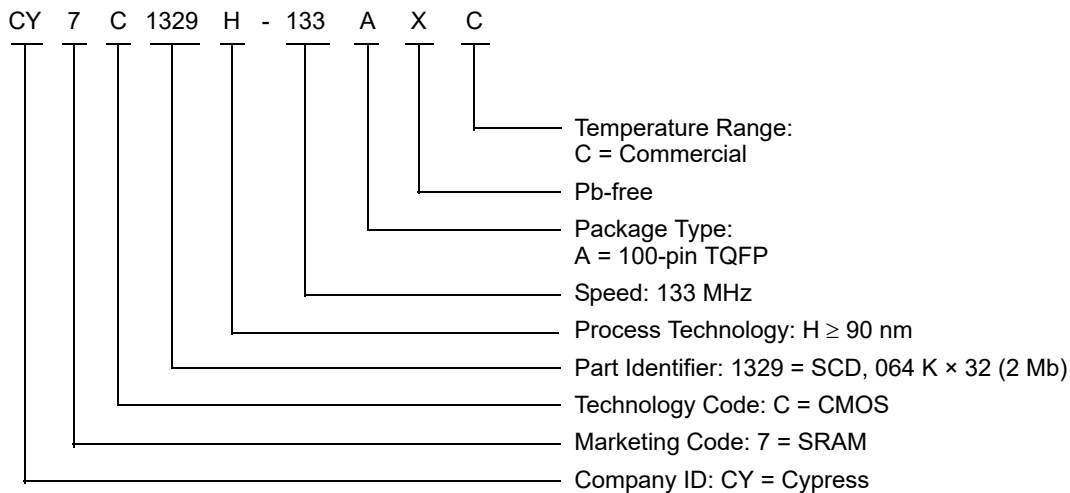 CY 7 C 1329 H - 133 A X C
Temperature Range:
C = Commercial
Pb-free
Package Type:
A = 100-pin TQFP
Speed: 133 MHz
Process Technology: H ≥ 90 nm
Part Identifier: 1329 = SCD, 064 K × 32 (2 Mb)
Technology Code: C = CMOS
Marketing Code: 7 = SRAM
Company ID: CY = Cypress